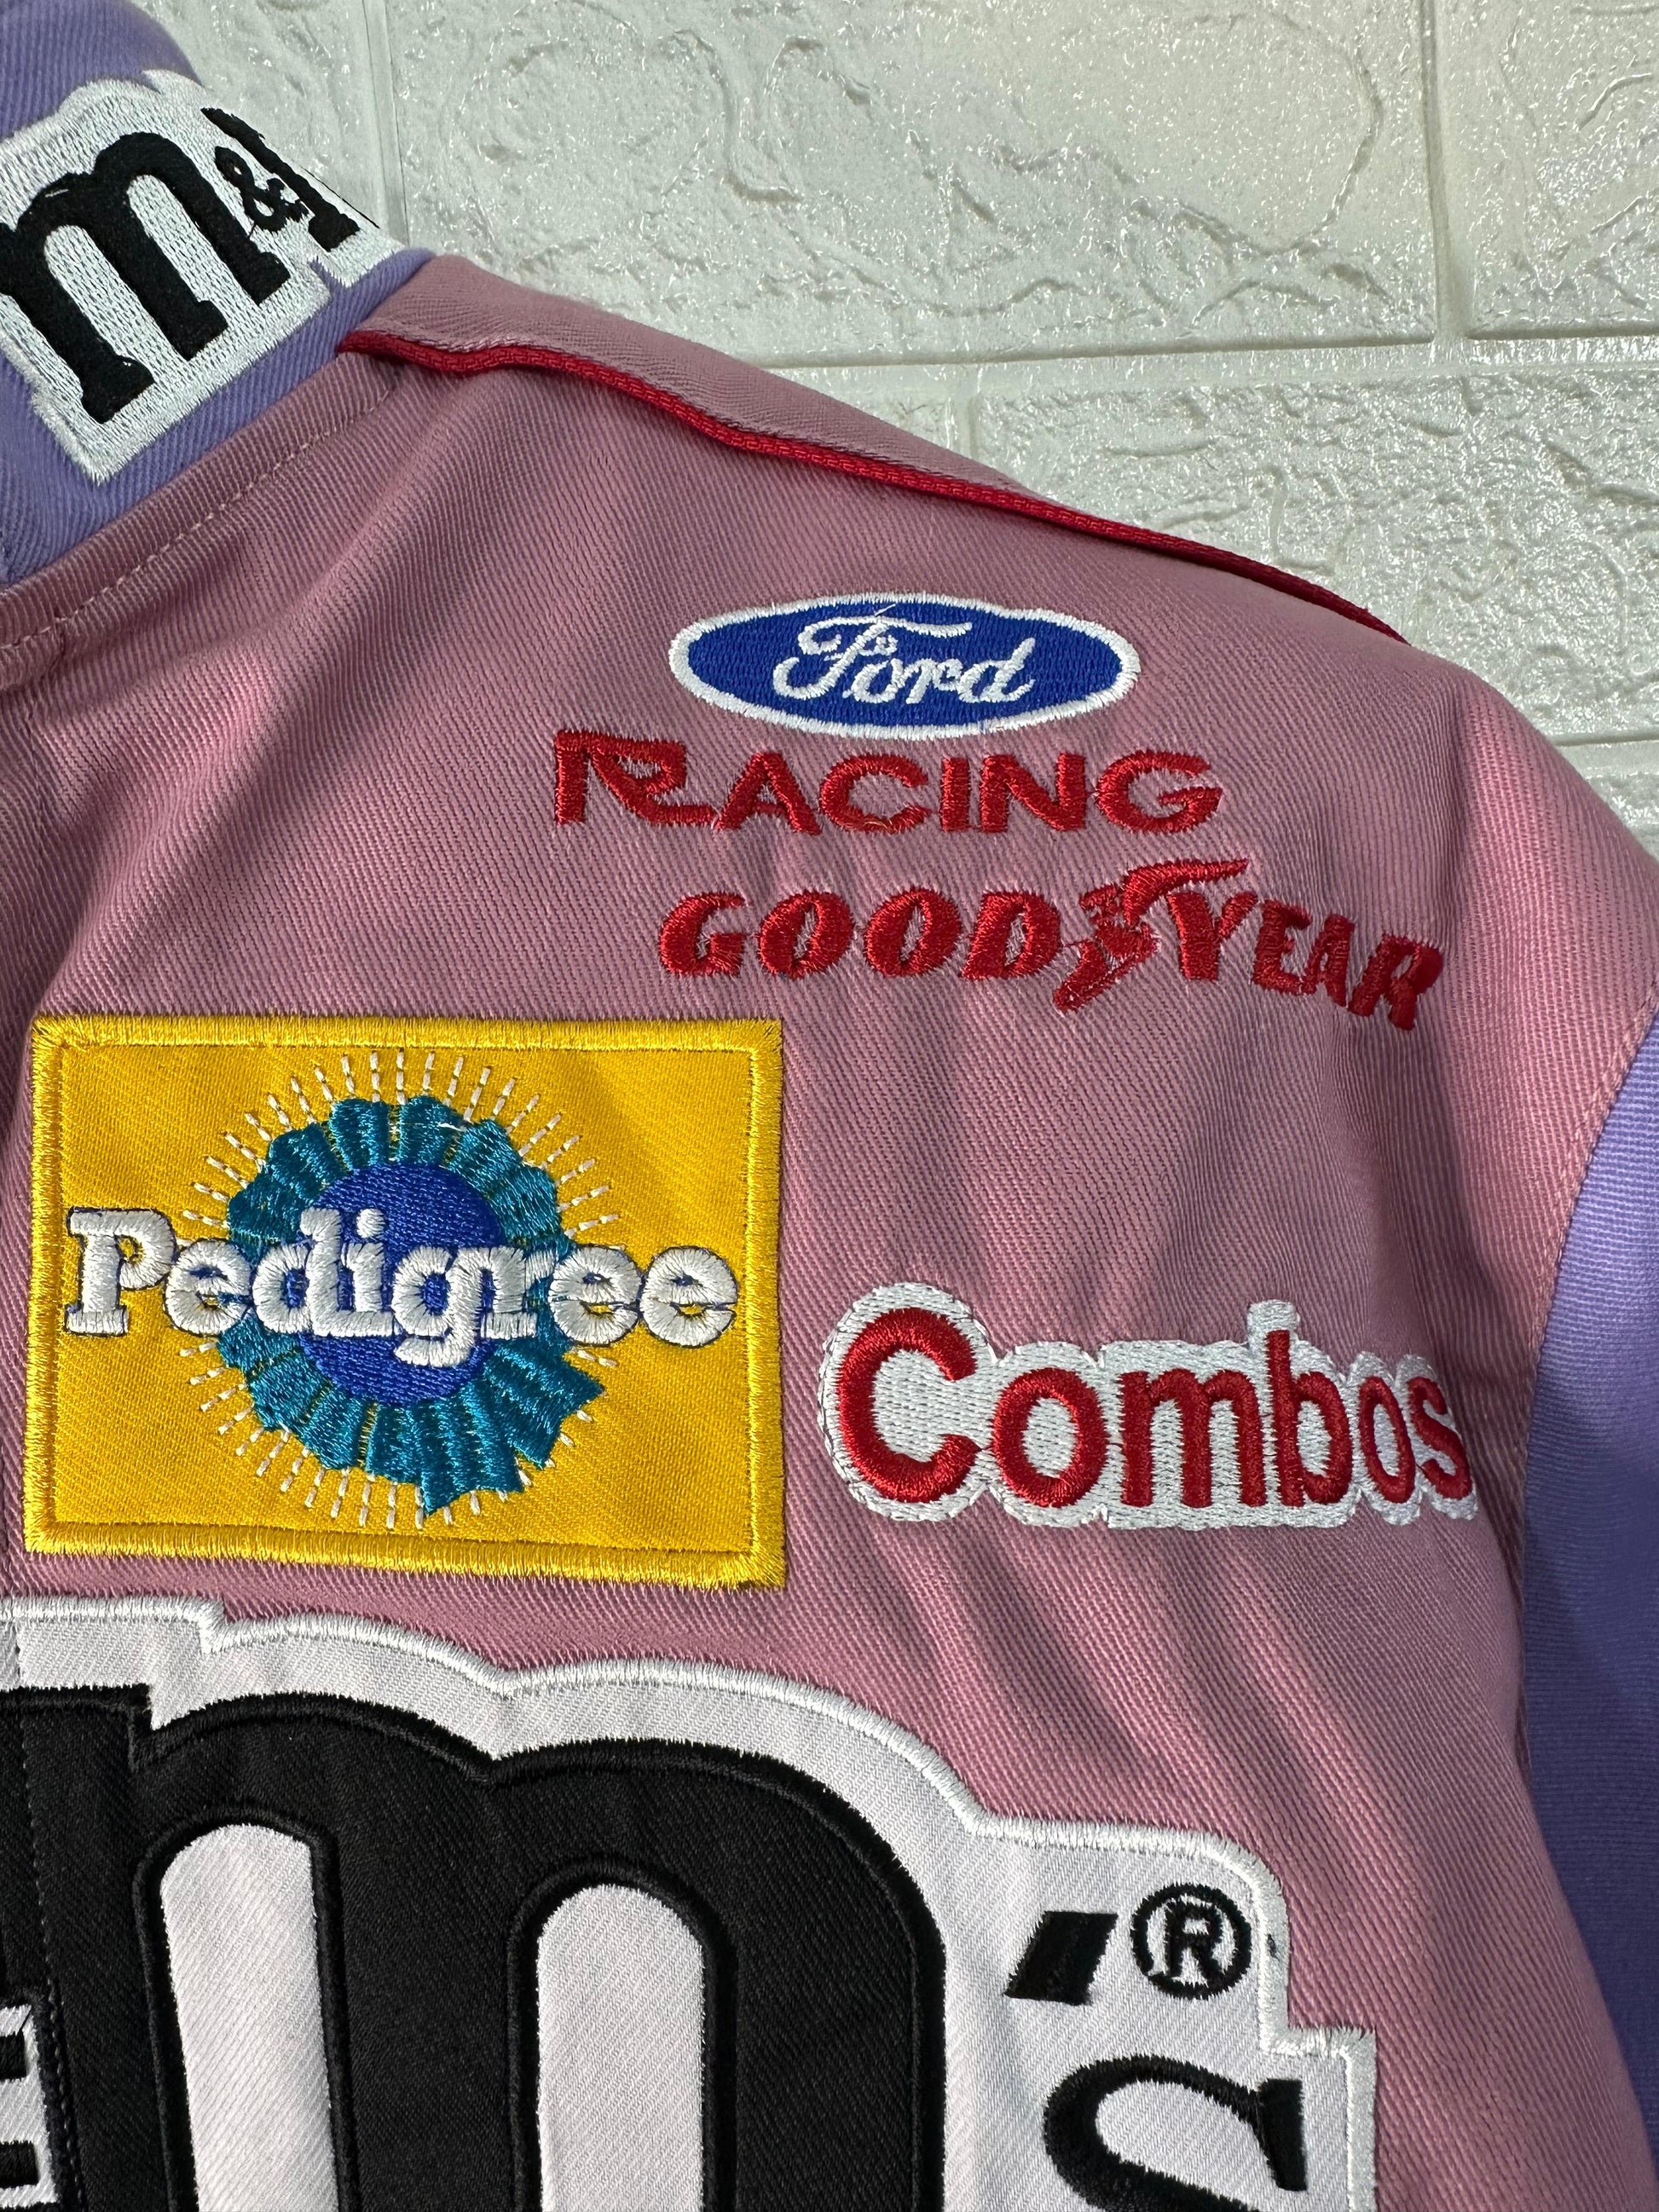 m&
Ford
RACING
GOODYEAR
Pedigree
Combos
m's®